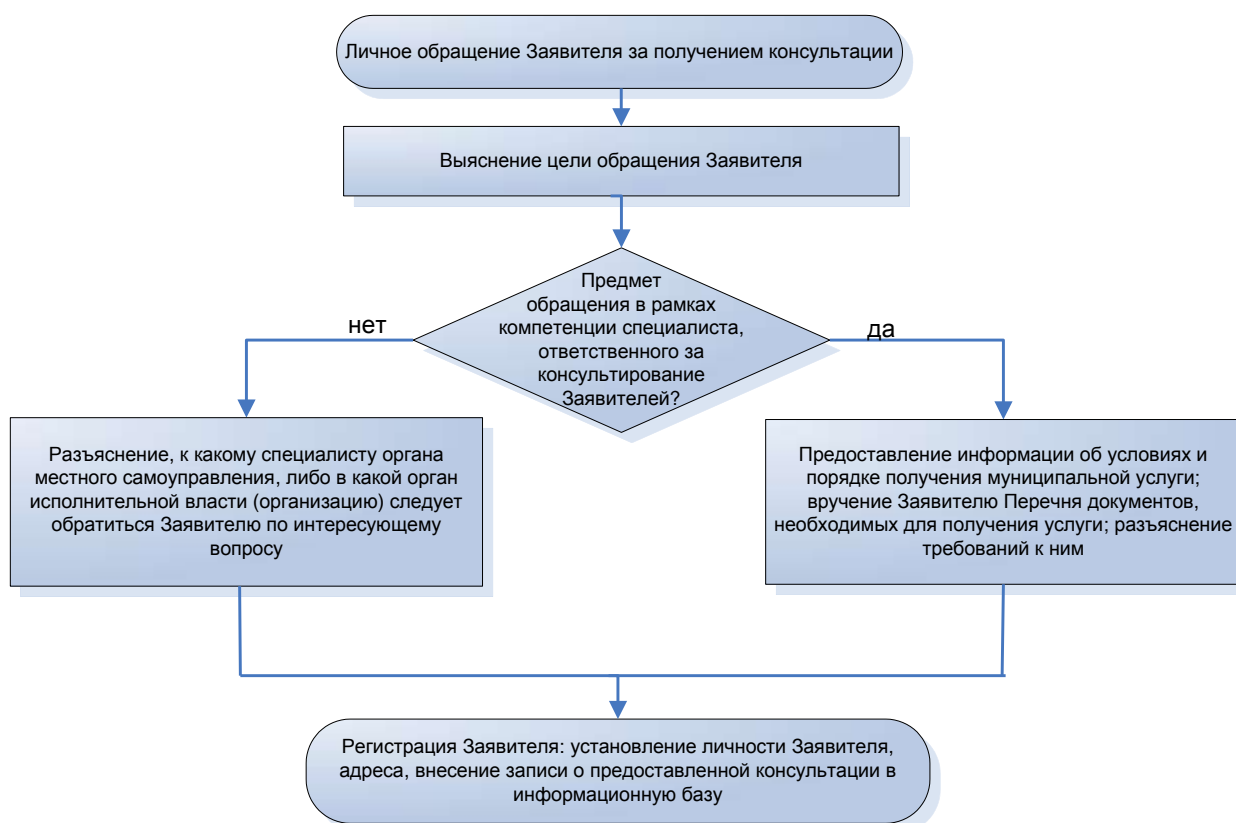 Личное обращение Заявителя за получением консультации
Выяснение цели обращения Заявителя
Предмет
обращения в рамках
компетенции специалиста,
ответственного за
консультирование
Заявителей?
нет
да
Разъяснение, к какому специалисту органа
местного самоуправления, либо в какой орган
исполнительной власти (организацию) следует
обратиться Заявителю по интересующему
вопросу
Предоставление информации об условиях и
порядке получения муниципальной услуги;
вручение Заявителю Перечня документов,
необходимых для получения услуги; разъяснение
требований к ним
Регистрация Заявителя: установление личности Заявителя,
адреса, внесение записи о предоставленной консультации в
информационную базу